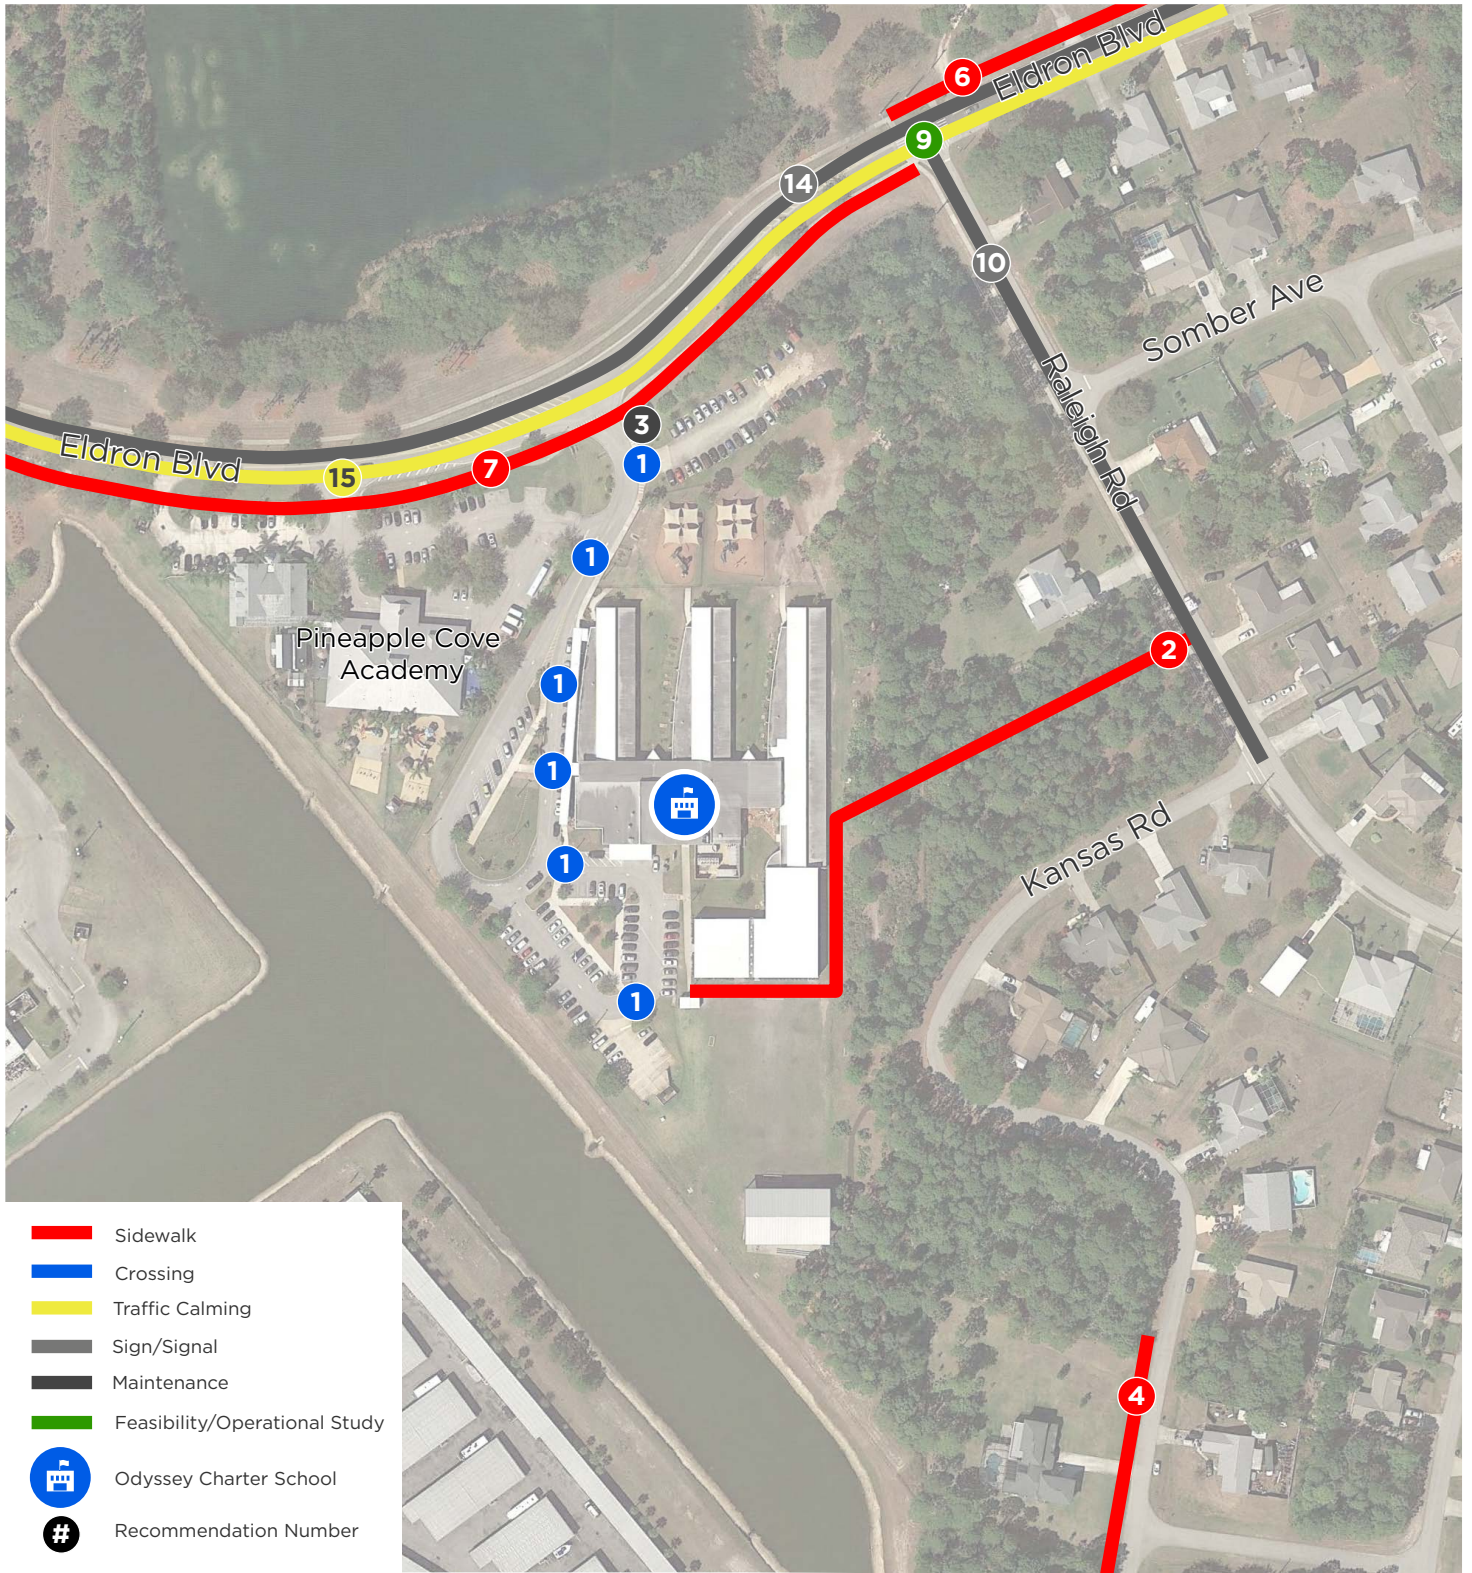 6
Eldron Blvd
9
14
10
Somber Ave
Raleigh Rd
3
1
Eldron Blvd
15
7
1
Pineapple Cove
Academy
1
2
1
Kansas Rd
1
1
4
Sidewalk
Crossing
Traffic Calming
Sign/Signal
Maintenance
Feasibility/Operational Study
Odyssey Charter School
# Recommendation Number